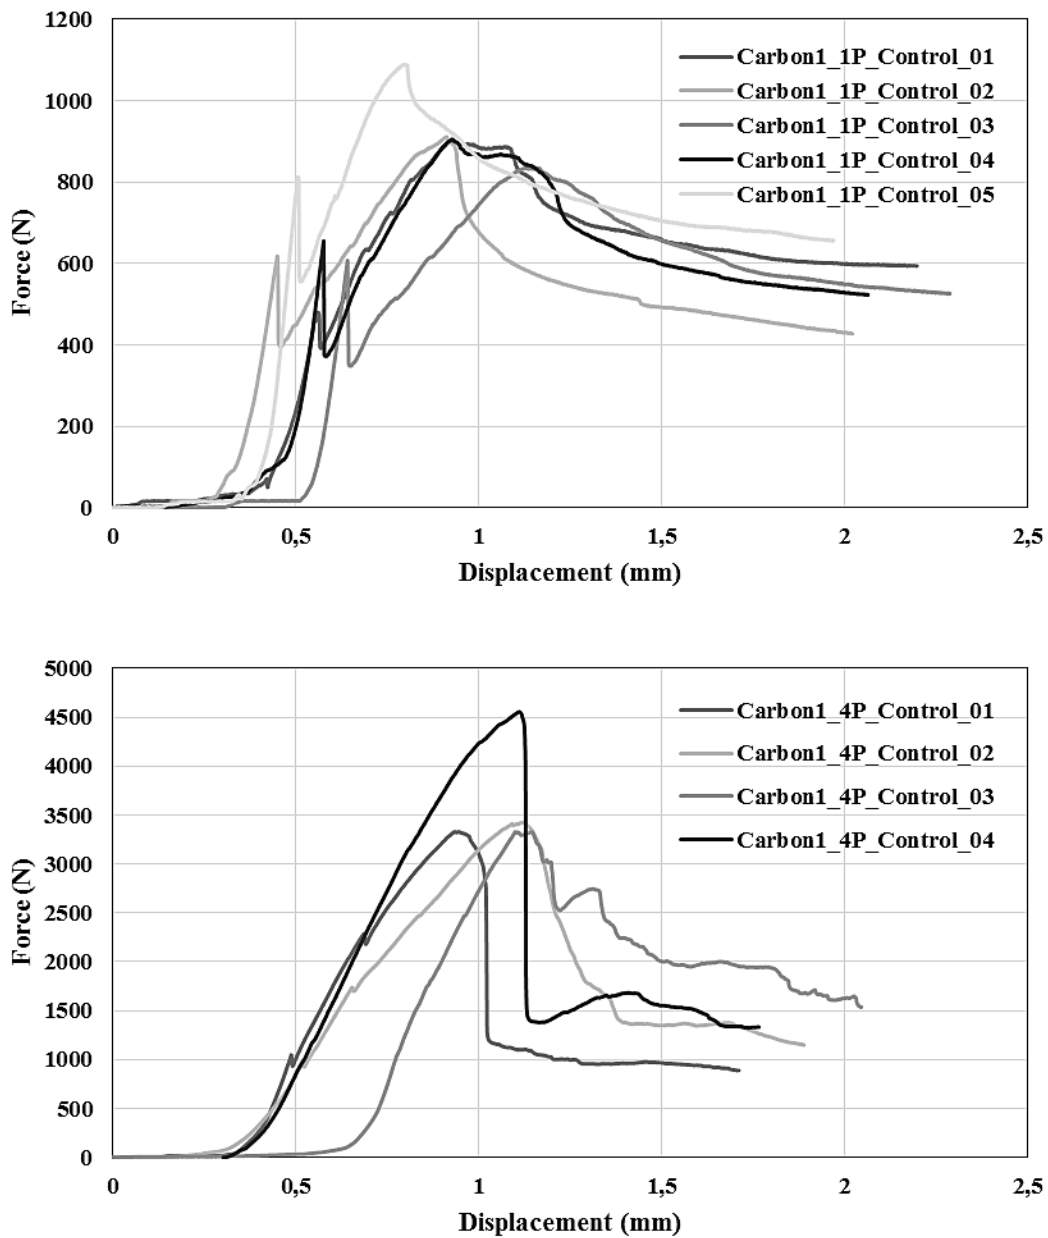 1200
1000
800
600
400
200
0
Force (N)
Carbon1_1P_Control_01
Carbon1_1P_Control_02
Carbon1_1P_Control_03
Carbon1_1P_Control_04
Carbon1_1P_Control_05
0 0,5 1 1,5 2 2,5
Displacement (mm)
5000
4500
4000
3500
3000
2500
2000
1500
1000
500
0
Force (N)
Carbon1_4P_Control_01
Carbon1_4P_Control_02
Carbon1_4P_Control_03
Carbon1_4P_Control_04
0 0,5 1 1,5 2 2,5
Displacement (mm)